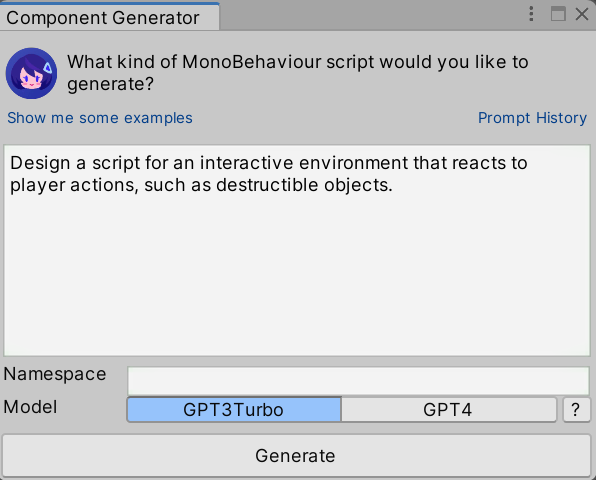 Component Generator
What kind of MonoBehaviour script would you like to
generate?
Show me some examples
Prompt History
Design a script for an interactive environment that reacts to
player actions, such as destructible objects.
Namespace
Model
GPT3Turbo
GPT4
?
Generate